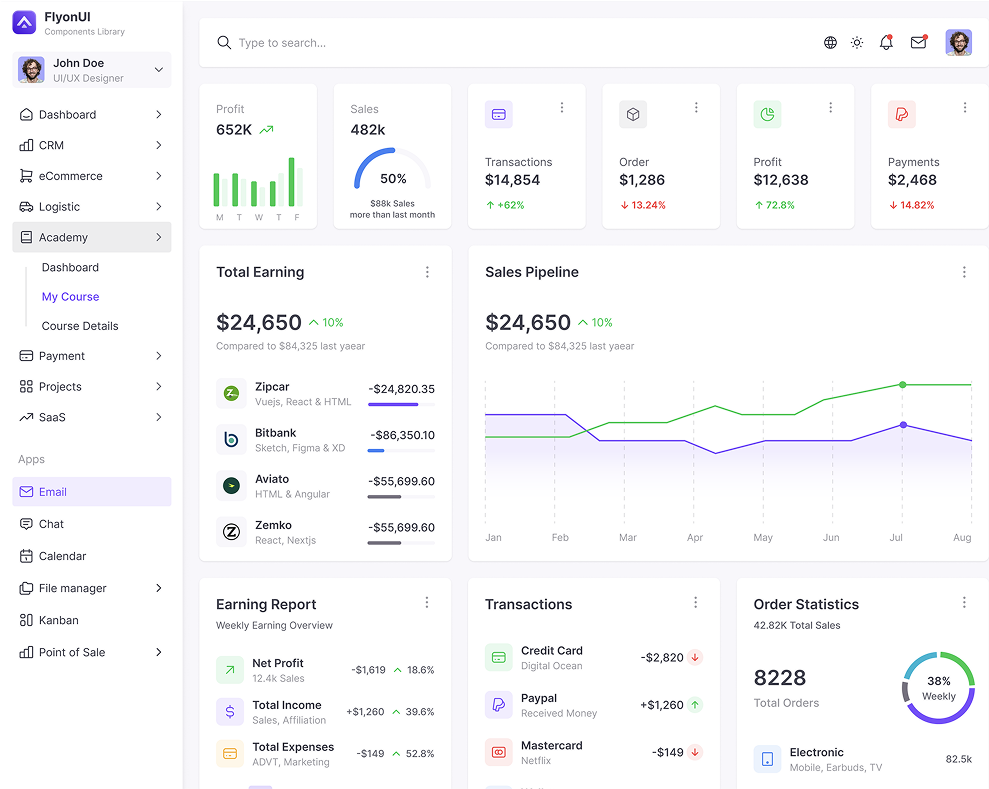 FlyonUI
Components Library
John Doe
UI/UX Designer
Dashboard
CRM
eCommerce
Logistic
Academy
Dashboard
My Course
Course Details
Payment
Projects
SaaS
Apps
Email
Chat
Calendar
File manager
Kanban
Point of Sale
Type to search...
Profit
652K
M T W T F
Sales
482k
50%
$88k Sales
more than last month
Transactions
$14,854
+62%
Order
$1,286
13.24%
Profit
$12,638
72.8%
Payments
$2,468
14.82%
Total Earning
$24,650 10%
Compared to $84,325 last yaear
Zipcar
Vuejs, React & HTML
-$24,820.35
Bitbank
Sketch, Figma & XD
-$86,350.10
Aviato
HTML & Angular
-$55,699.60
Zemko
React, Nextjs
-$55,699.60
Sales Pipeline
$24,650 10%
Compared to $84,325 last yaear
Jan Feb Mar Apr May Jun Jul Aug
Earning Report
Weekly Earning Overview
Net Profit
12.4k Sales
-$1,619 18.6%
Total Income
Sales, Affiliation
+$1,260 39.6%
Total Expenses
ADVT, Marketing
-$149 52.8%
Transactions
Credit Card
Digital Ocean
-$2,820
Paypal
Received Money
+$1,260
Mastercard
Netflix
-$149
Order Statistics
42.82K Total Sales
8228
Total Orders
38%
Weekly
Electronic
Mobile, Earbuds, TV
82.5k